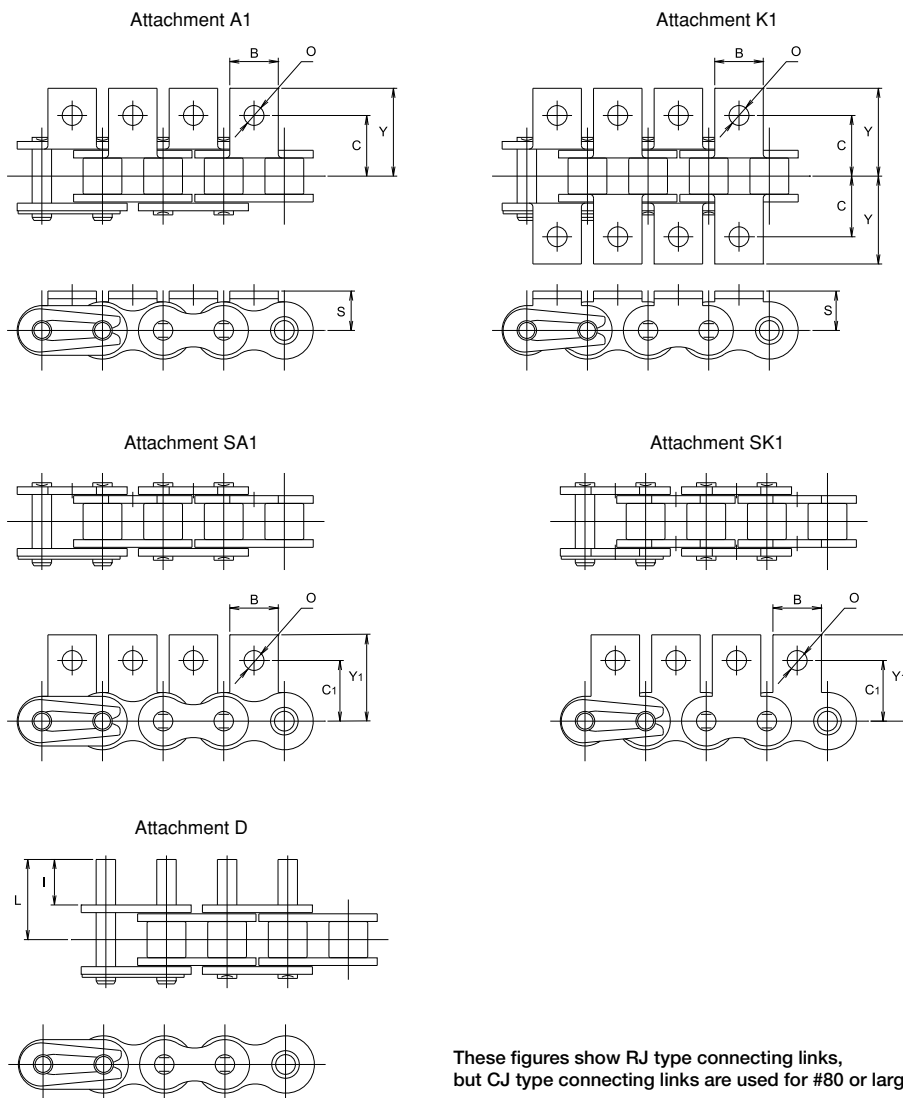 Attachment A1
Attachment K1
B
O
C
Y
B
O
C
Y
C
Y
S
S
Attachment SA1
Attachment SK1
B
O
C1
Y1
B
O
C1
Attachment D
L
I
These figures show RJ type connecting links,
but CJ type connecting links are used for #80 or